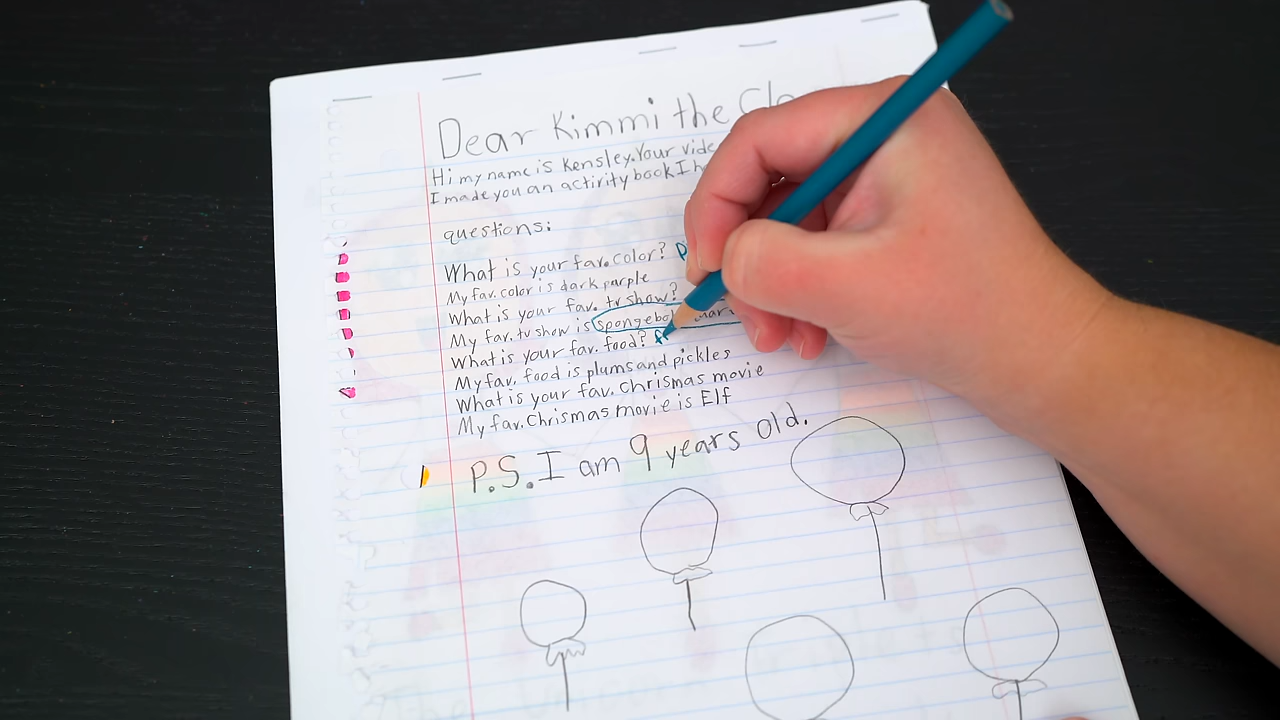 Dear Kimmi the
Hi my name is Kensley. Your
I made you an activity book I
questions:
What is your fav. color?
My fav. color is dark purple
What is your fav. tv show?
My fav. tv show is
What is your fav. food?
My fav. food is plums and pickles
What is your fav. Chrismas movie
My fav. Chrismas movie is Elf
P.S. I am 9 years old.